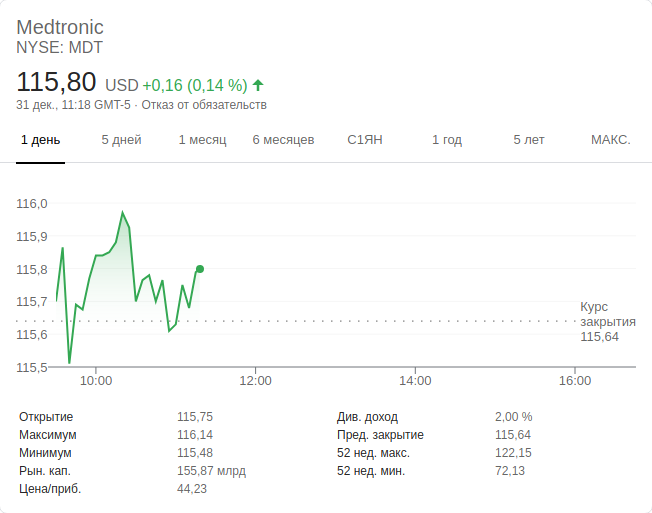 Medtronic
NYSE: MDT
115,80 USD +0,16 (0,14 %)
31 дек., 11:18 GMT-5 · Отказ от обязательств
1 день 5 дней 1 месяц 6 месяцев С1ЯН 1 год 5 лет МАКС.
116,0
115,9
115,8
115,7
115,6
115,5
Курс
закрытия
115,64
10:00 12:00 14:00 16:00
Открытие 115,75 Див. доход 2,00 %
Максимум 116,14 Пред. закрытие 115,64
Минимум 115,48 52 нед. макс. 122,15
Рын. кап. 155,87 млрд 52 нед. мин. 72,13
Цена/приб. 44,23